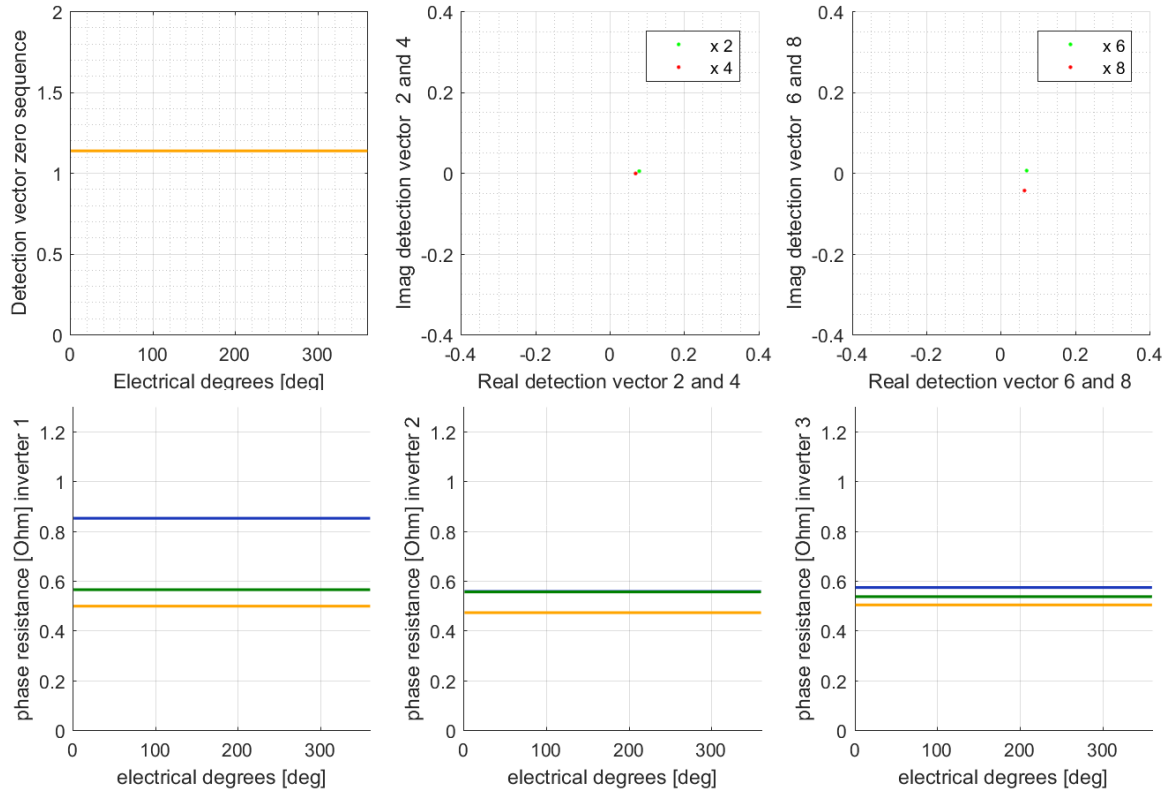 Detection vector zero sequence
2
1.5
1
0.5
0
0 100 200 300
Electrical degrees [deg]
Imag detection vector  2 and 4
0.4
0.2
0
-0.2
-0.4
-0.4 -0.2 0 0.2 0.4
Real detection vector 2 and 4
x 2
x 4
Imag detection vector  6 and 8
0.4
0.2
0
-0.2
-0.4
-0.4 -0.2 0 0.2 0.4
Real detection vector 6 and 8
x 6
x 8
phase resistance [Ohm] inverter 1
1.2
1
0.8
0.6
0.4
0.2
0
0 100 200 300
electrical degrees [deg]
phase resistance [Ohm] inverter 2
1.2
1
0.8
0.6
0.4
0.2
0
0 100 200 300
electrical degrees [deg]
phase resistance [Ohm] inverter 3
1.2
1
0.8
0.6
0.4
0.2
0
0 100 200 300
electrical degrees [deg]